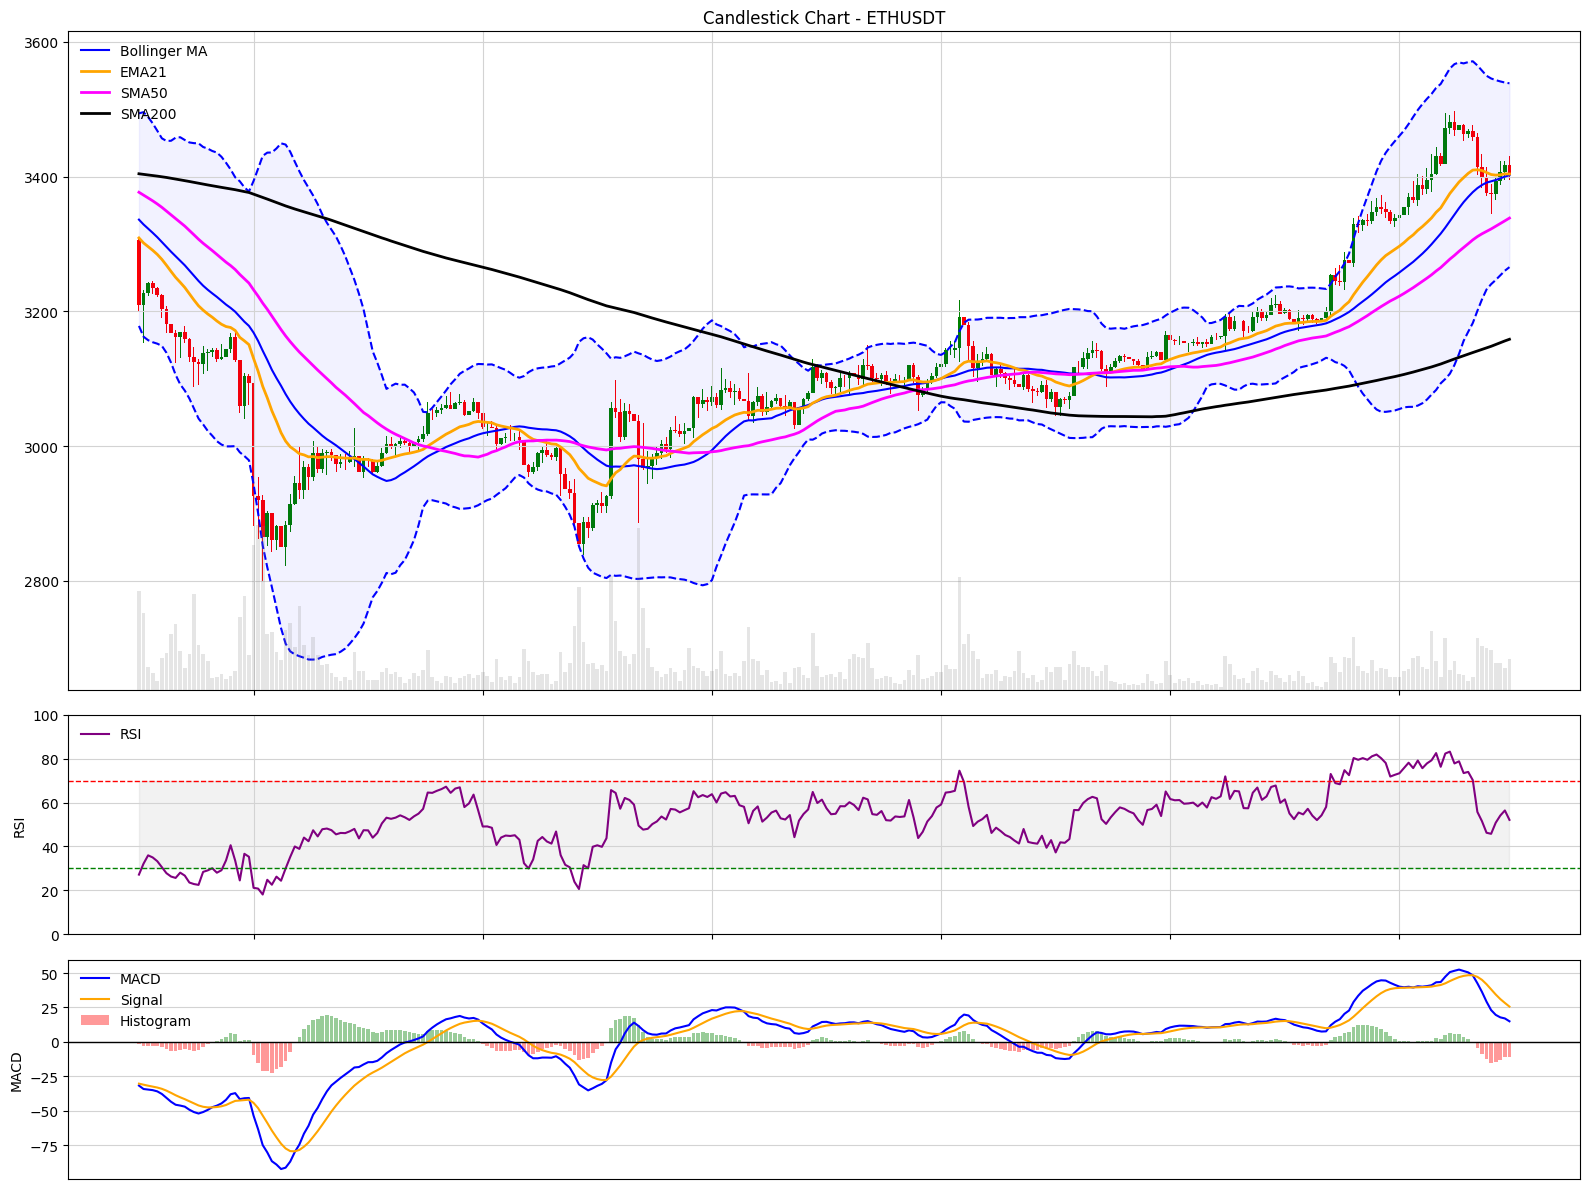 Candlestick Chart - ETHUSDT
3600
3400
3200
3000
2800
Bollinger MA
EMA21
SMA50
SMA200
100
80
60
40
20
0
RSI
RSI
50
25
0
−25
−50
−75
MACD
MACD
Signal
Histogram